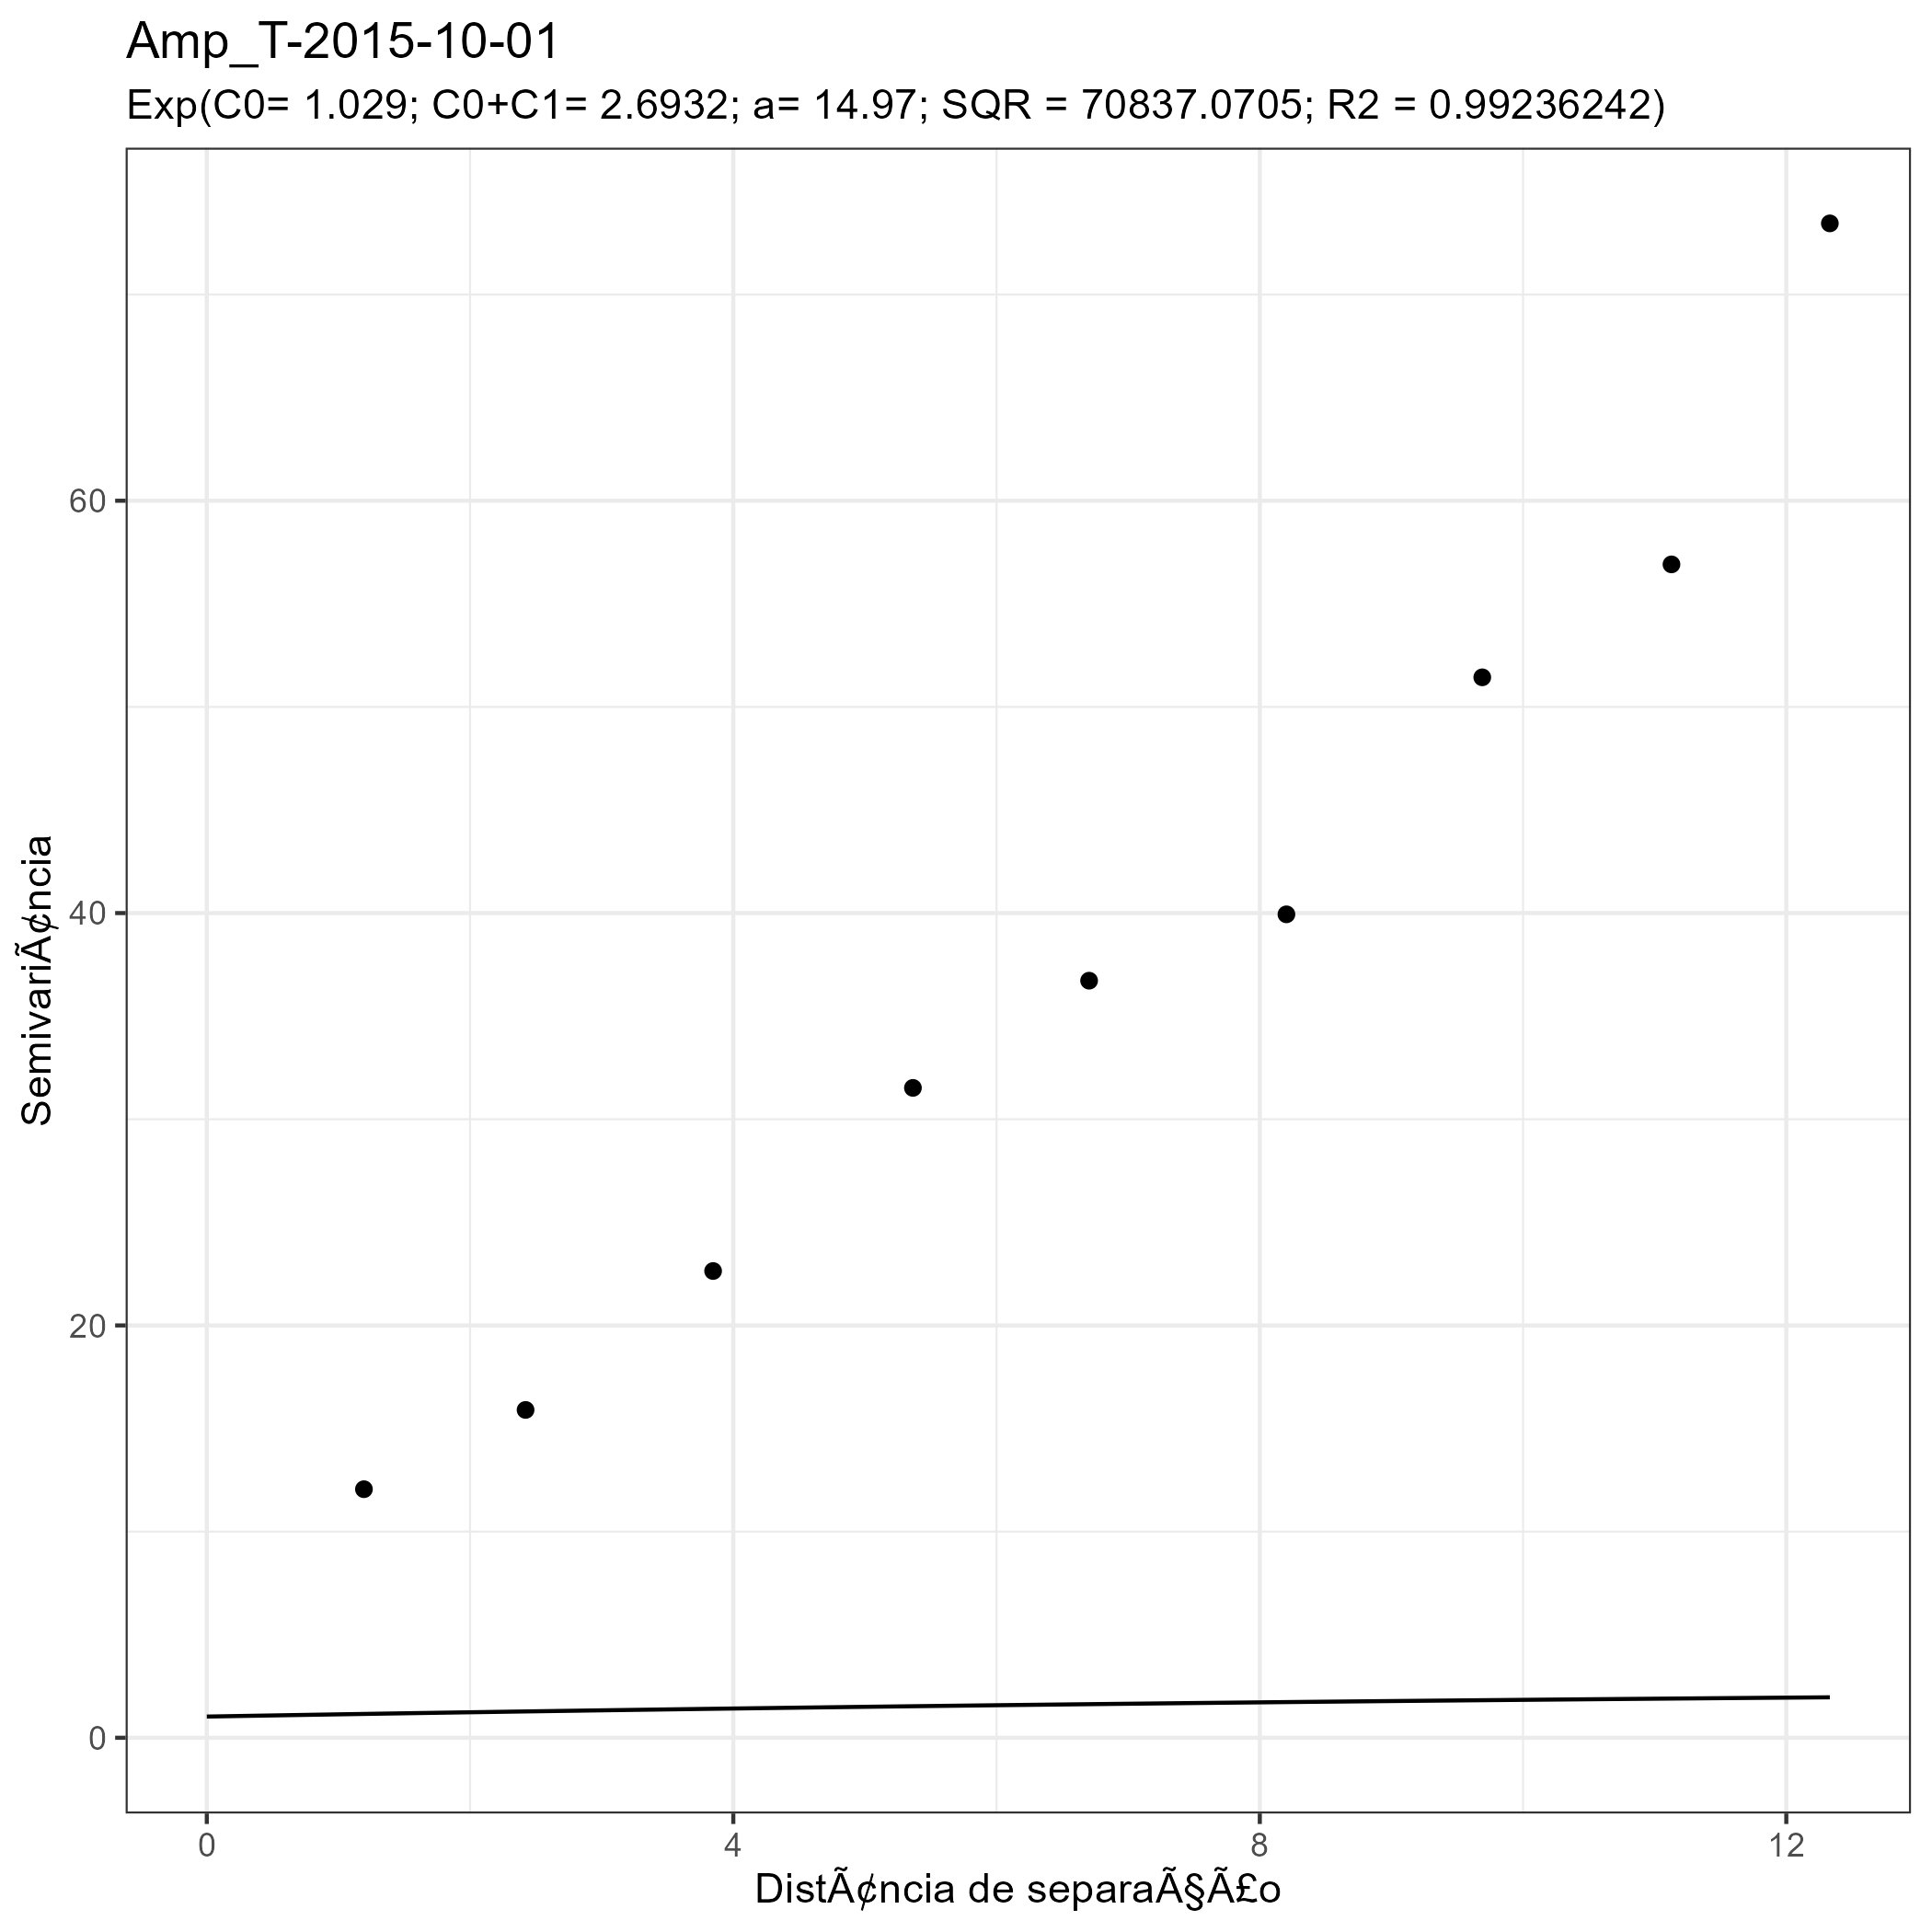 Amp_T-2015-10-01
Exp(C0= 1.029; C0+C1= 2.6932; a= 14.97; SQR = 70837.0705; R2 = 0.99236242)
SemivariÃ¢ncia
60
40
20
0
0 4 8 12
DistÃ¢ncia de separaÃ§Ã£o